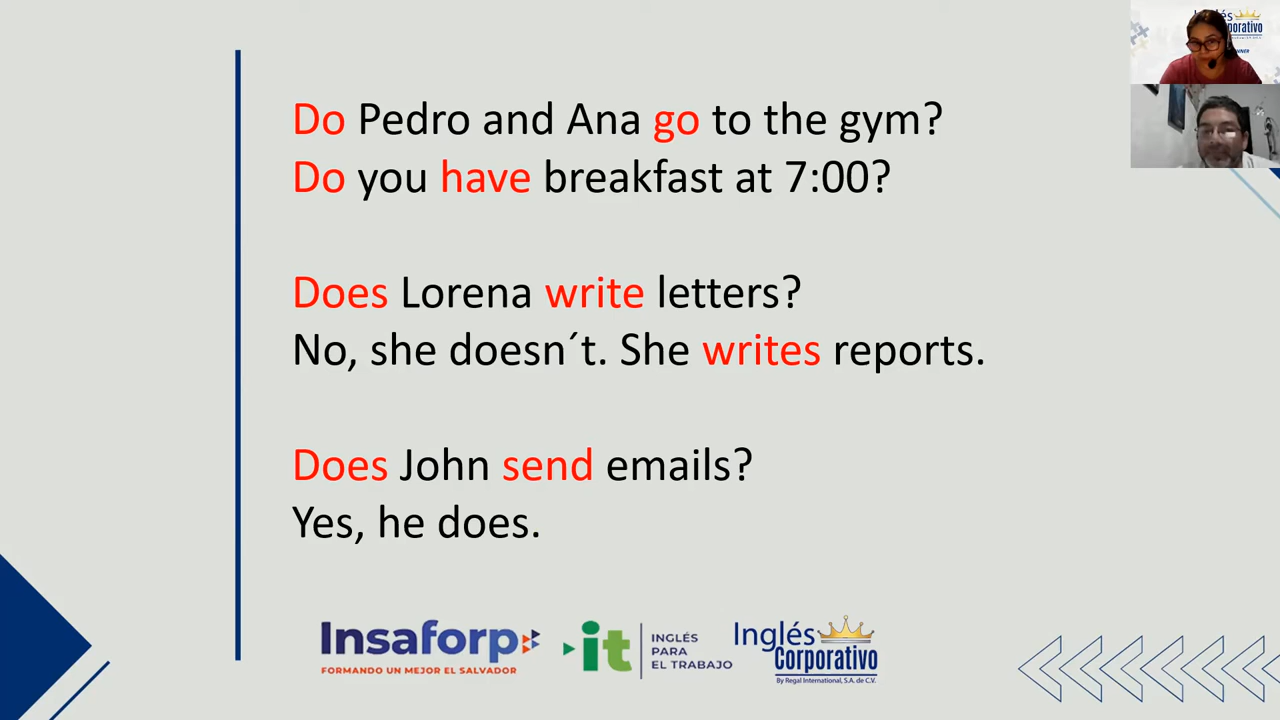 Do Pedro and Ana go to the gym?
Do you have breakfast at 7:00?
Does Lorena write letters?
No, she doesn´t. She writes reports.
Does John send emails?
Yes, he does.
Insaforp
FORMANDO UN MEJOR EL SALVADOR
it
INGLÉS
PARA
EL TRABAJO
Inglés
Corporativo
By Regal International, S.A. de C.V.